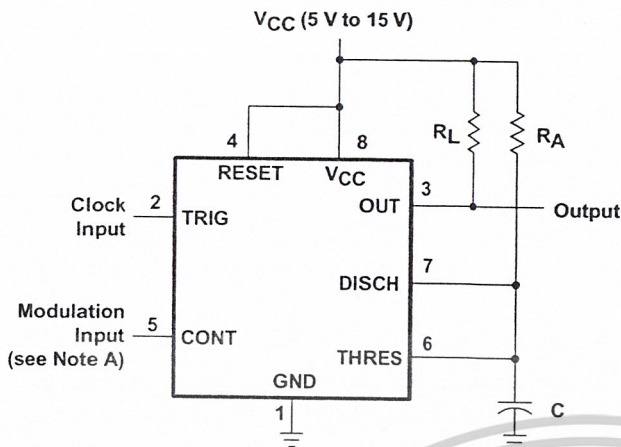 VCC (5 V to 15 V)
RL
RA
4
8
RESET
VCC
3
OUT
Output
Clock
Input
2
TRIG
7
DISCH
Modulation
Input
(see Note A)
5
CONT
6
THRES
GND
1
C